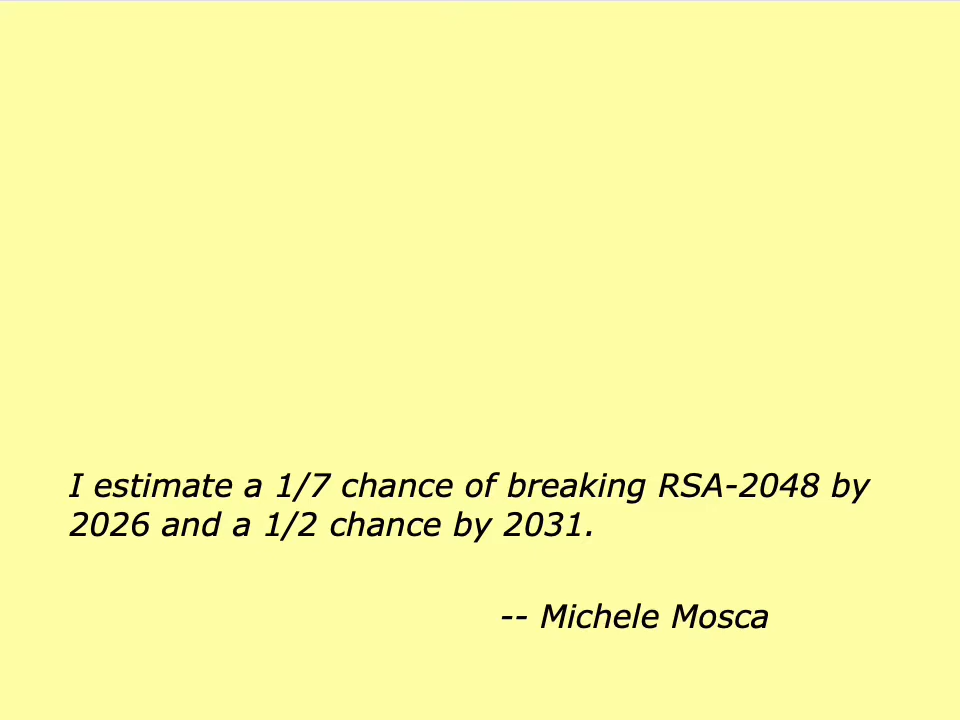 I estimate a 1/7 chance of breaking RSA-2048 by
2026 and a 1/2 chance by 2031.
-- Michele Mosca